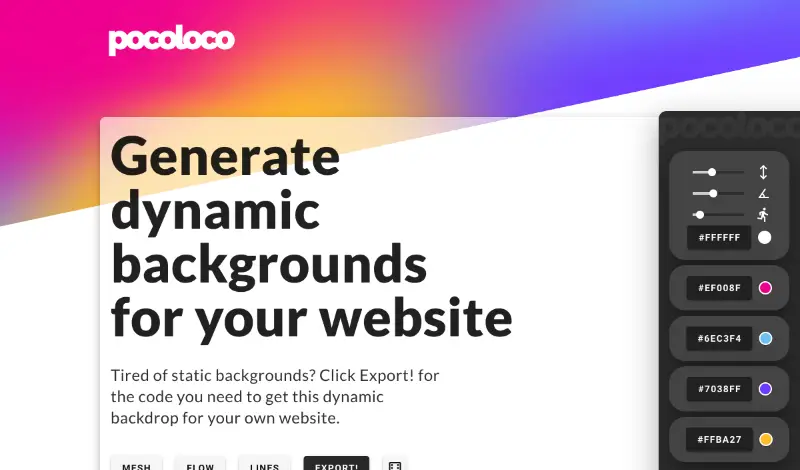 pocoloco
Generate
dynamic
backgrounds
for your website
Tired of static backgrounds? Click Export! for
the code you need to get this dynamic
backdrop for your own website.
MESH FLOW LINES EXPORT!
pocoloco
#FFFFFF
#EF008F
#6EC3F4
#7038FF
#FFBA27